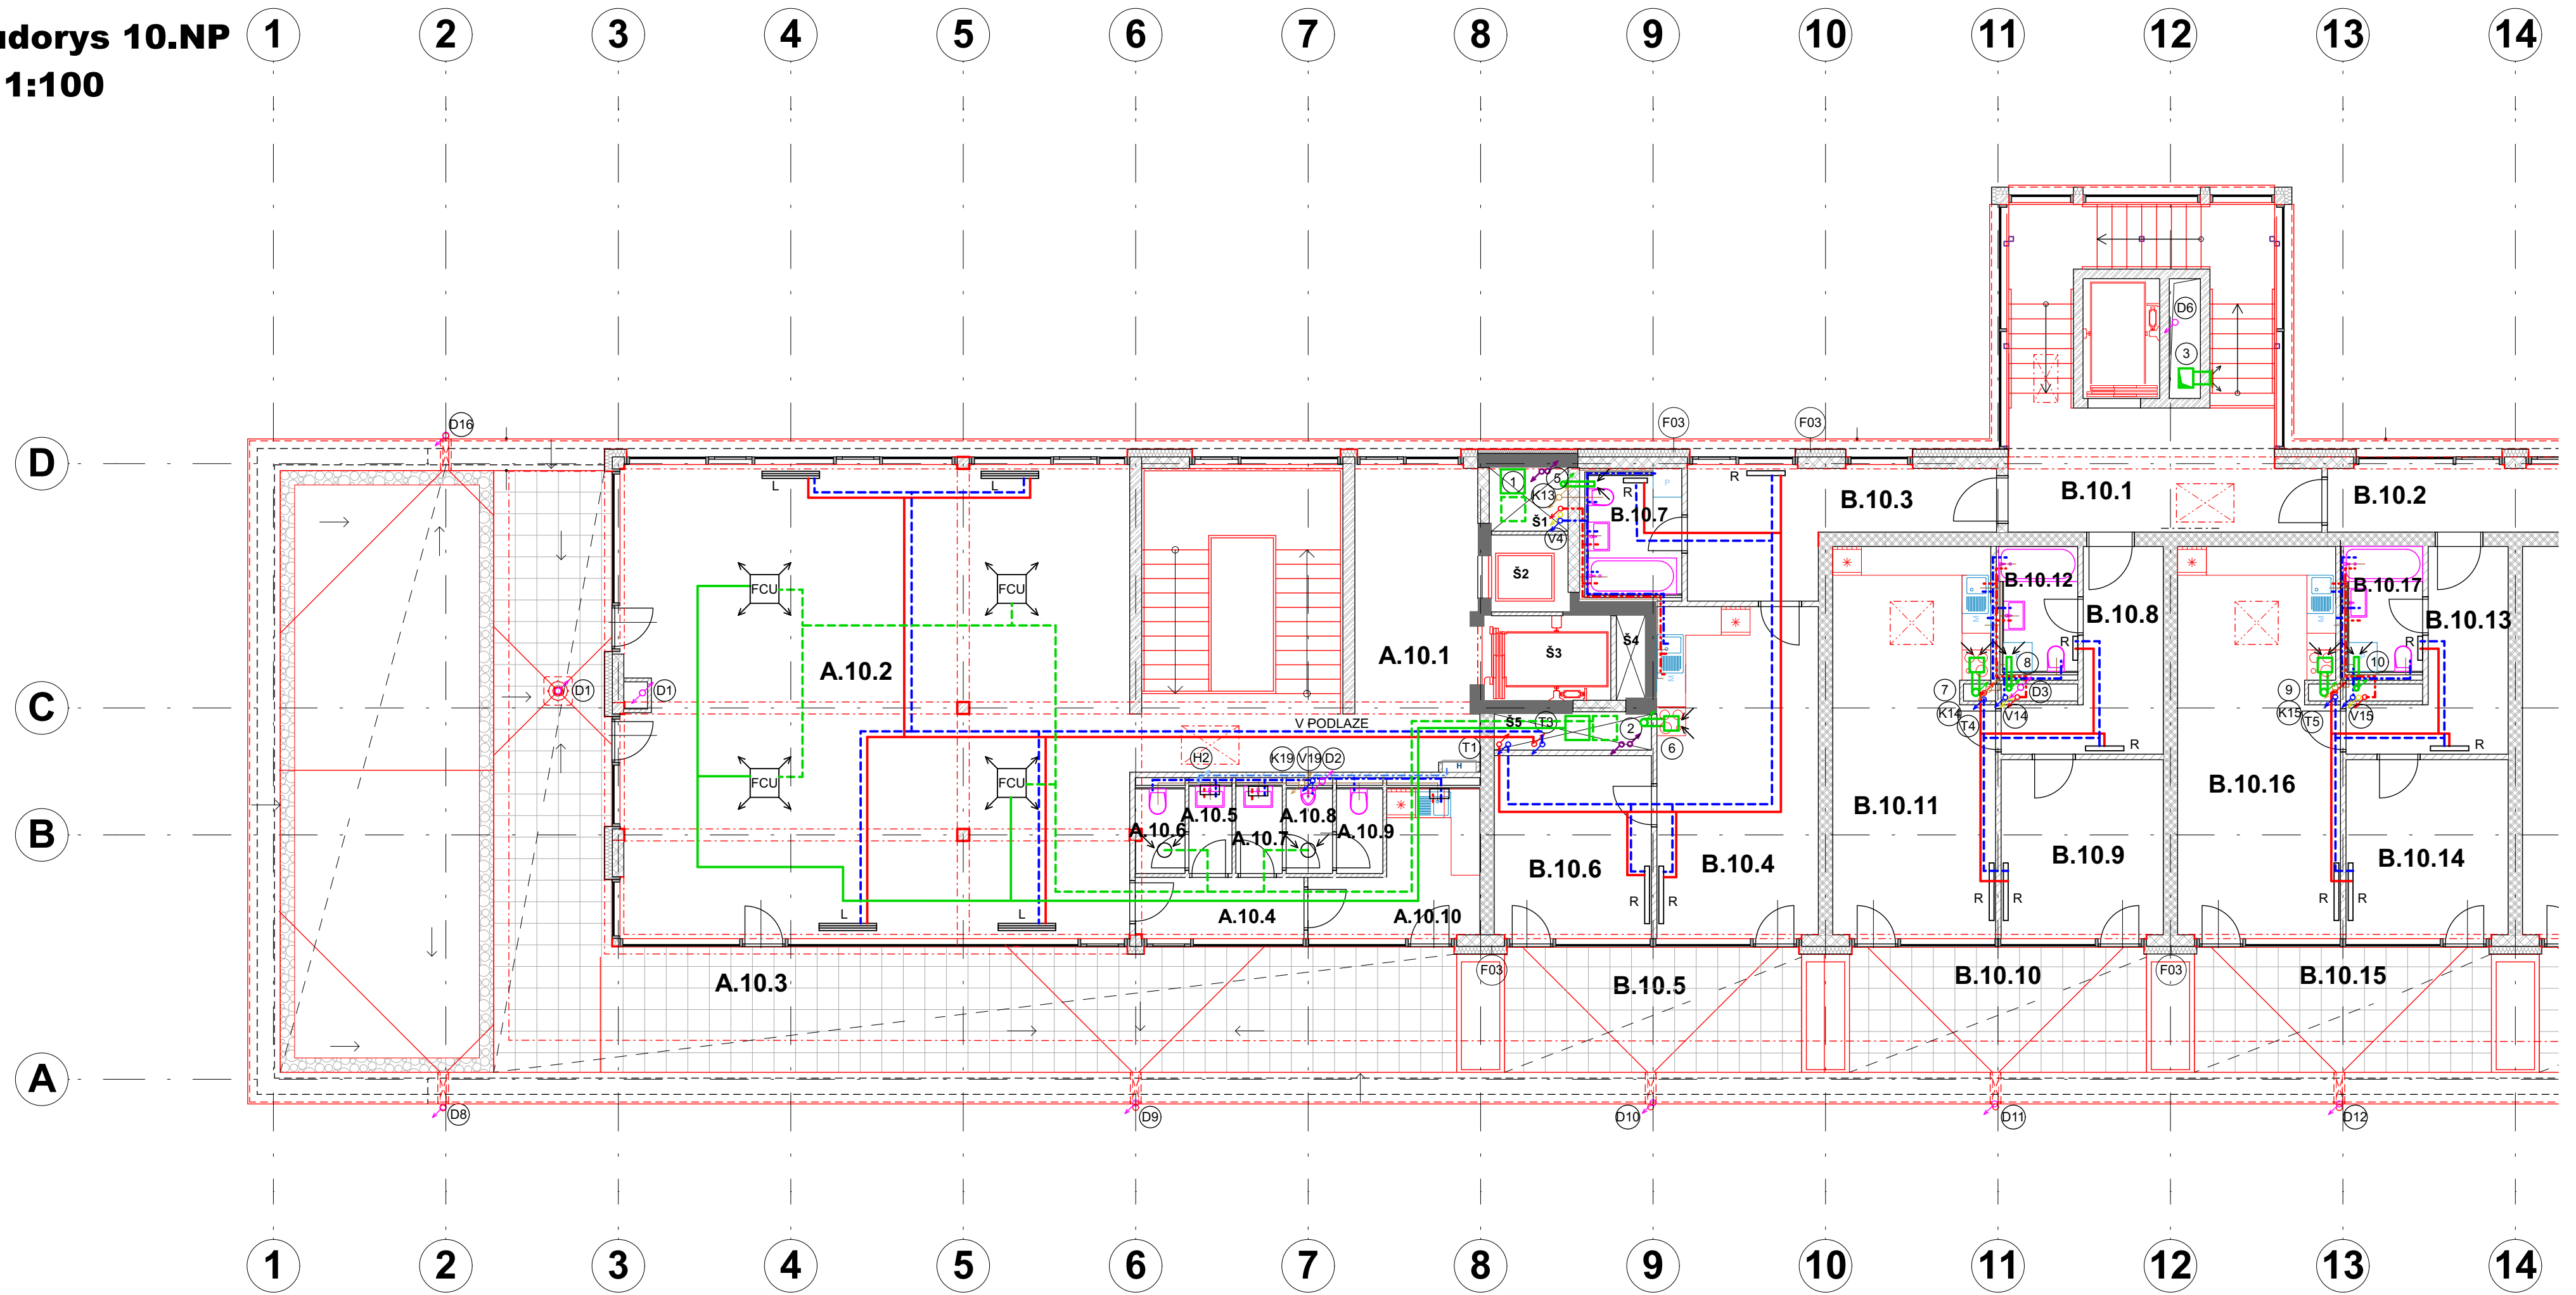 udorys 10.NP
1:100
1 2 3 4 5 6 7 8 9 10 11 12 13 14
D6
3
D16
F03 F03
D
L L
1 K13 5 Š1 V4
R P B.10.7 R
B.10.3 B.10.1 B.10.2
FCU FCU
Š2
B.10.12 B.10.17
B.10.8 B.10.13
A.10.2 A.10.1 Š3 Š4
M M M
R R
8 10
D1 D1
7 D3 9
K14 T4 V14 K15 T5 V15
C
V PODLAZE
Š5 T3 2 6
T1
R R
H2 K19 V19 D2
H
FCU FCU
A.10.6 A.10.5 A.10.7 A.10.8 A.10.9
B.10.11 B.10.16
B
B.10.6 B.10.4 B.10.9 B.10.14
R R R R R R
L L
A.10.4 A.10.10
F03 F03
A.10.3 B.10.5 B.10.10 B.10.15
A
D8 D9 D10 D11 D12
1 2 3 4 5 6 7 8 9 10 11 12 13 14